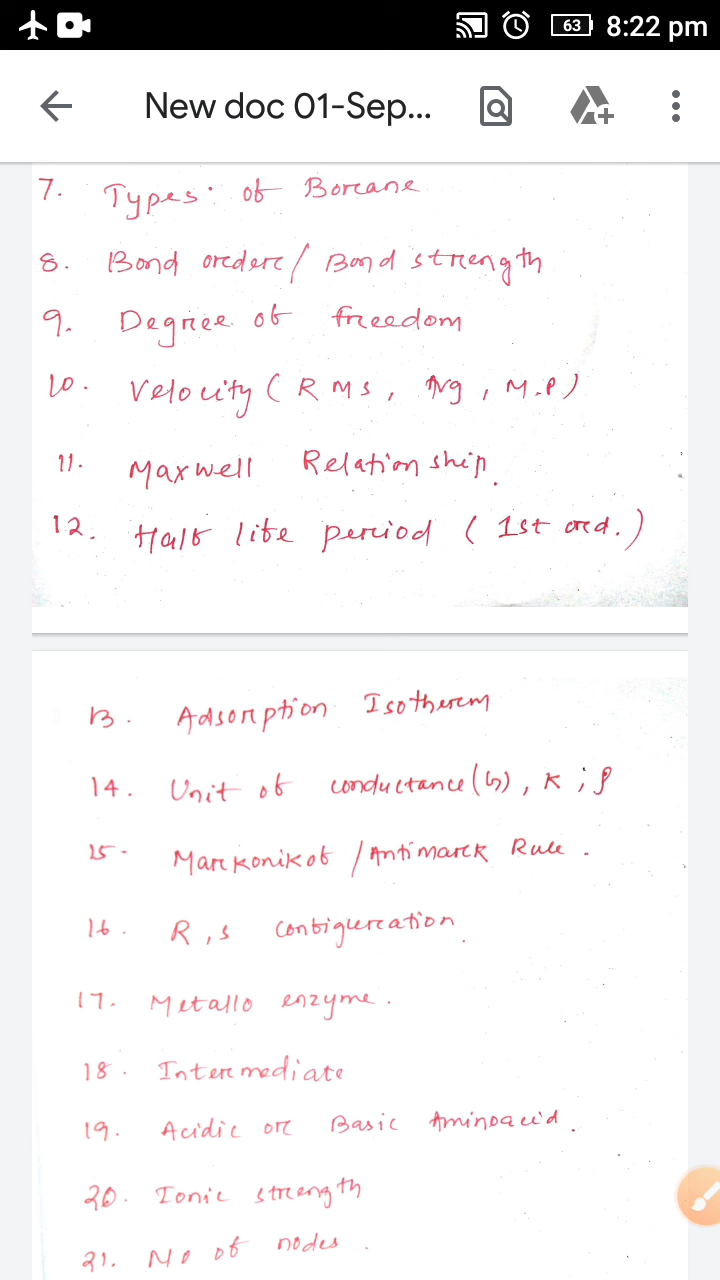 63 8:22 pm
New doc 01-Sep...
7. Types of Borane
8. Bond order / Bond strength
9. Degree of freedom
10. Velocity (RMS, Avg, M.P)
11. Maxwell Relation ship.
12. Half life period (1st ord.)
13. Adsorption Isotherm
14. Unit of conductance (G), K ; ρ
15. Markonikof / Antimark Rule.
16. R, S Configuration.
17. Metallo enzyme.
18. Intermediate
19. Acidic or Basic Aminoacid.
20. Ionic strength
21. No of nodes.